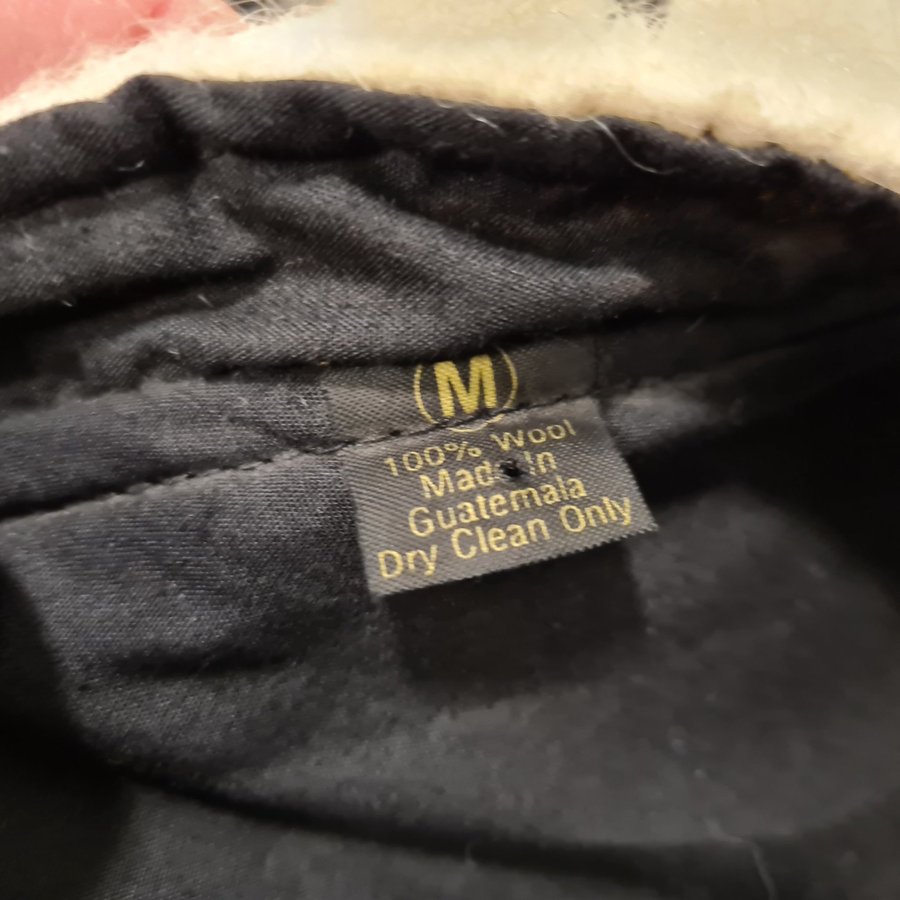 M
100% Wool
Made In
Guatemala
Dry Clean Only